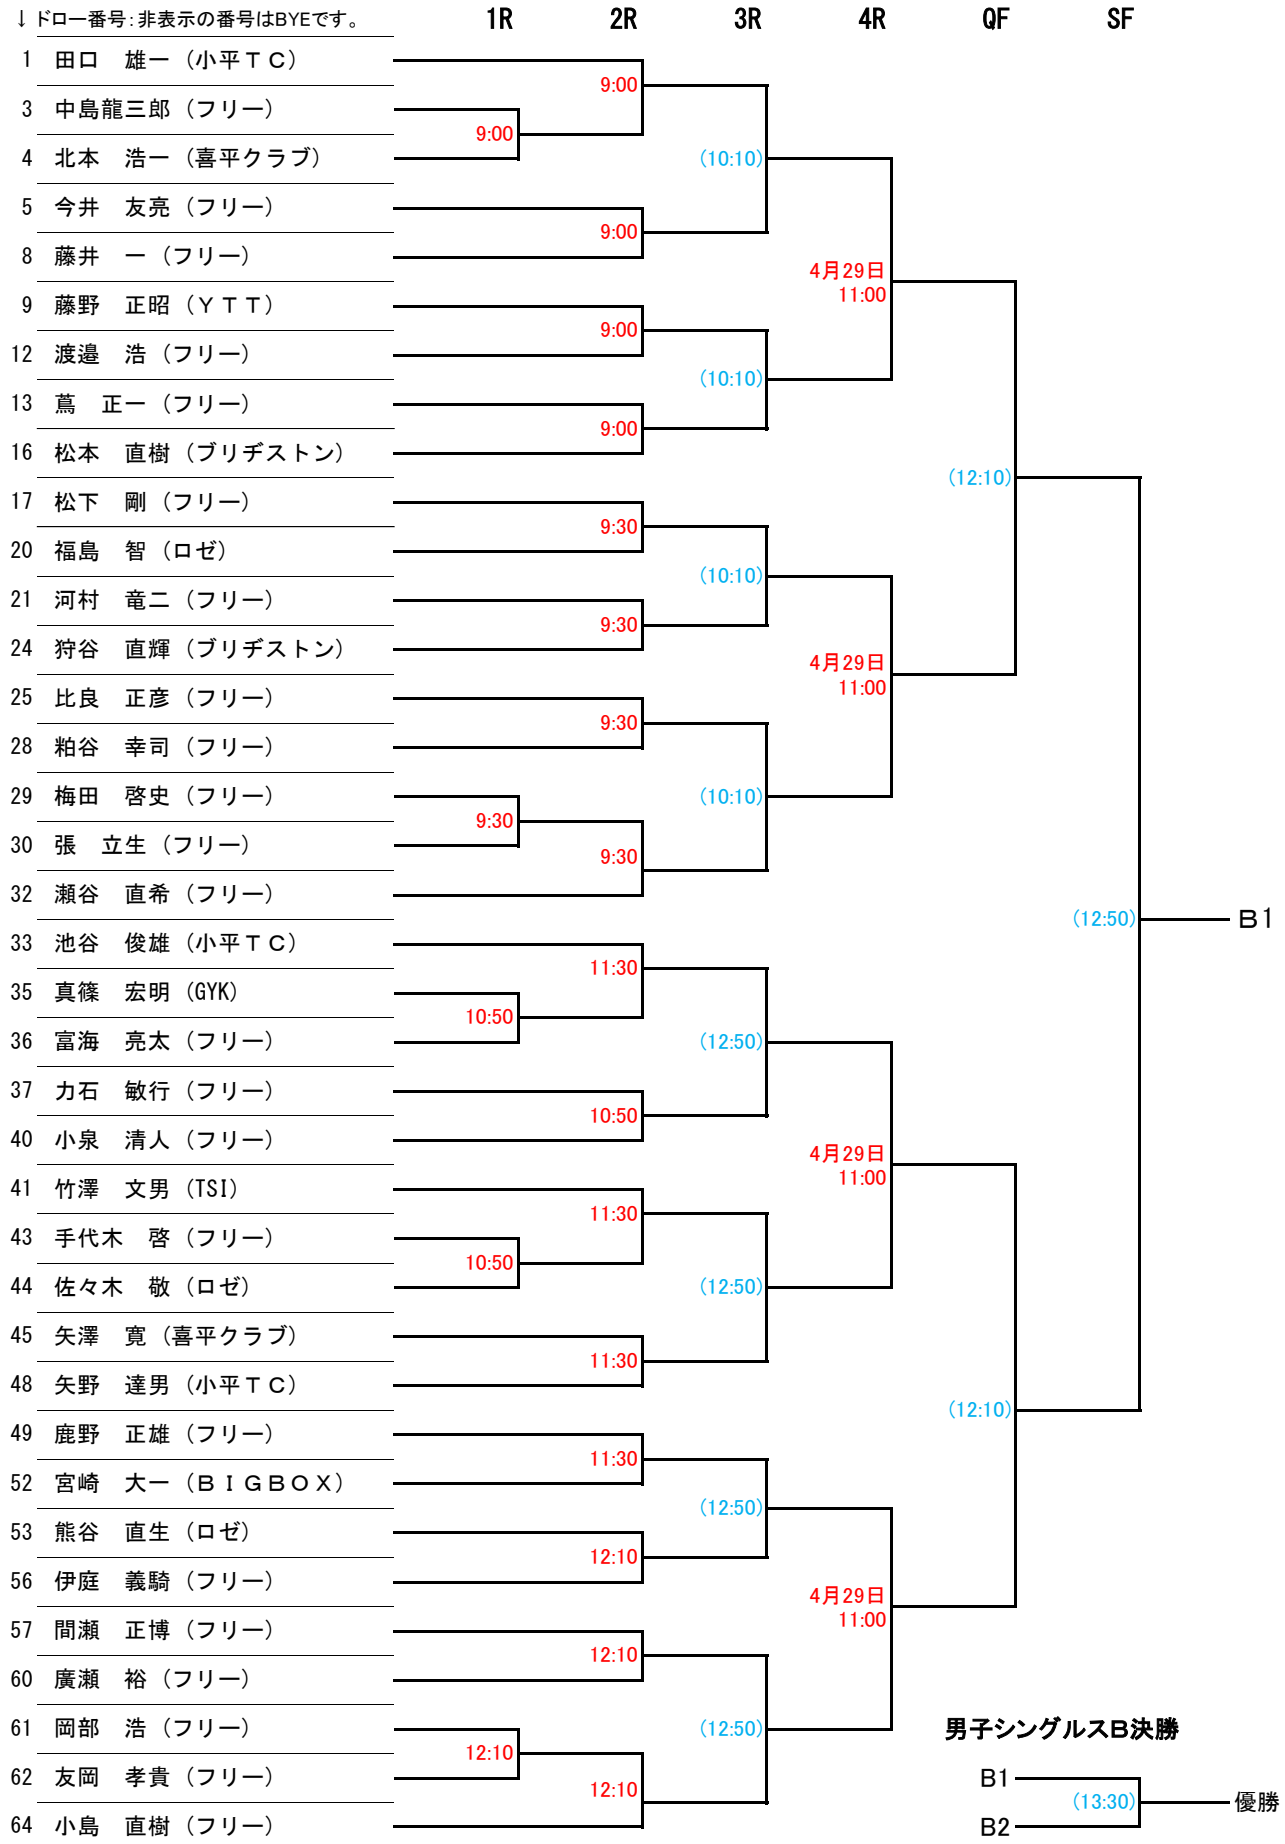 ↓ドロー番号：非表示の番号はBYEです。 1R 2R 3R 4R QF SF
1 田口　雄一（小平ＴＣ）
9:00
3 中島龍三郎（フリー）
9:00
4 北本　浩一（喜平クラブ）
(10:10)
5 今井　友亮（フリー）
9:00
8 藤井　一（フリー）
4月29日
11:00
9 藤野　正昭（ＹＴＴ）
9:00
12 渡邉　浩（フリー）
(10:10)
13 蔦　正一（フリー）
9:00
16 松本　直樹（ブリヂストン）
(12:10)
17 松下　剛（フリー）
9:30
20 福島　智（ロゼ）
(10:10)
21 河村　竜二（フリー）
9:30
24 狩谷　直輝（ブリヂストン）
4月29日
11:00
25 比良　正彦（フリー）
9:30
28 粕谷　幸司（フリー）
29 梅田　啓史（フリー）
(10:10)
9:30
30 張　立生（フリー）
9:30
32 瀬谷　直希（フリー）
(12:50) B1
33 池谷　俊雄（小平ＴＣ）
11:30
35 真篠　宏明（GYK）
10:50
36 富海　亮太（フリー）
(12:50)
37 力石　敏行（フリー）
10:50
40 小泉　清人（フリー）
4月29日
11:00
41 竹澤　文男（TSI）
11:30
43 手代木　啓（フリー）
10:50
44 佐々木　敬（ロゼ）
(12:50)
45 矢澤　寛（喜平クラブ）
11:30
48 矢野　達男（小平ＴＣ）
(12:10)
49 鹿野　正雄（フリー）
11:30
52 宮崎　大一（ＢＩＧＢＯＸ）
(12:50)
53 熊谷　直生（ロゼ）
12:10
56 伊庭　義騎（フリー）
4月29日
11:00
57 間瀬　正博（フリー）
12:10
60 廣瀬　裕（フリー）
61 岡部　浩（フリー）
(12:50)
男子シングルスB決勝
12:10
62 友岡　孝貴（フリー）
B1
12:10
(13:30) 優勝
64 小島　直樹（フリー）
B2